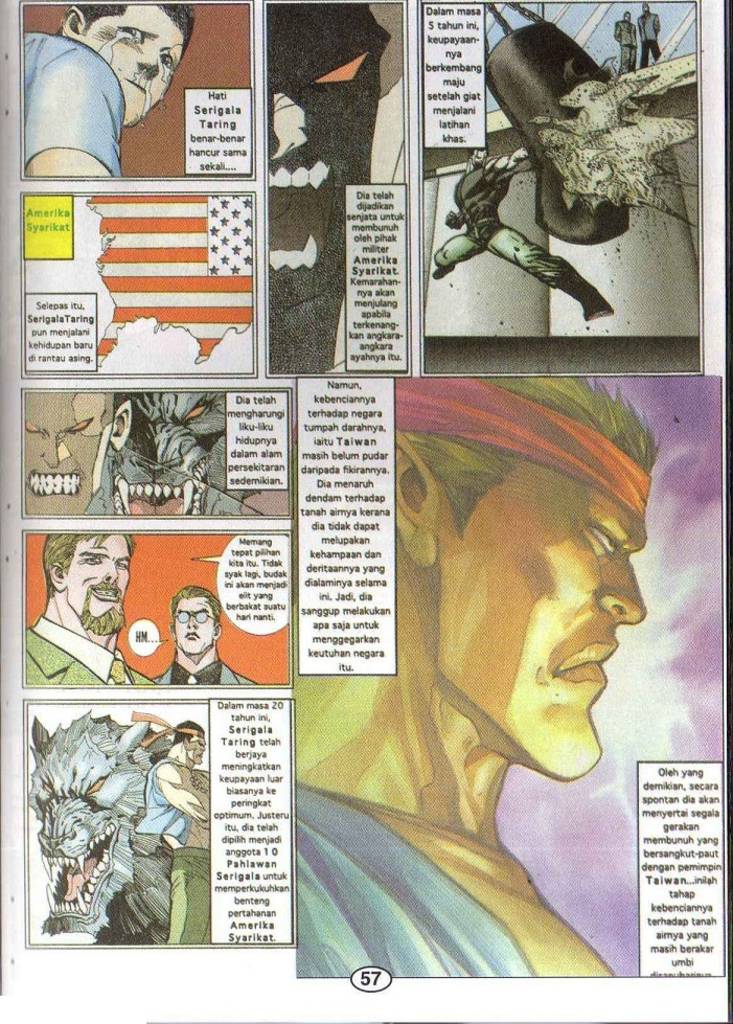 Hati
Serigala
Taring
benar-benar
hancur sama
sekali....
Amerika
Syarikat
Selepas itu,
SerigalaTaring
pun menjalani
kehidupan baru
di rantau asing.
Dia telah
dijadikan
senjata untuk
membunuh
oleh pihak
militer
Amerika
Syarikat.
Kemarahan-
nya akan
menjulang
apabila
terkenang-
kan angkara-
angkara
ayahnya itu.
Dalam masa
5 tahun ini,
keupayaan-
nya
berkembang
maju
setelah giat
menjalani
latihan
khas.
Dia telah
mengharungi
liku-liku
hidupnya
dalam alam
persekitaran
sedemikian.
Memang
tepat pilihan
kita itu. Tidak
syak lagi, budak
ini akan menjadi
elit yang
berbakat suatu
hari nanti.
HM....
Dalam masa 20
tahun ini,
Serigala
Taring telah
berjaya
meningkatkan
keupayaan luar
biasanya ke
peringkat
optimum. Justeru
itu, dia telah
dipilih menjadi
anggota 10
Pahlawan
Serigala untuk
memperkukuhkan
benteng
pertahanan
Amerika
Syarikat.
Namun,
kebenciannya
terhadap negara
tumpah darahnya,
iaitu Taiwan
masih belum pudar
daripada fikirannya.
Dia menaruh
dendam terhadap
tanah airnya kerana
dia tidak dapat
melupakan
kehampaan dan
deritaannya yang
dialaminya selama
ini. Jadi, dia
sanggup melakukan
apa saja untuk
menggegarkan
keutuhan negara
itu.
Oleh yang
demikian, secara
spontan dia akan
menyertai segala
gerakan
membunuh yang
bersangkut-paut
dengan pemimpin
Taiwan...inilah
tahap
kebenciannya
terhadap tanah
airnya yang
masih berakar
umbi
57